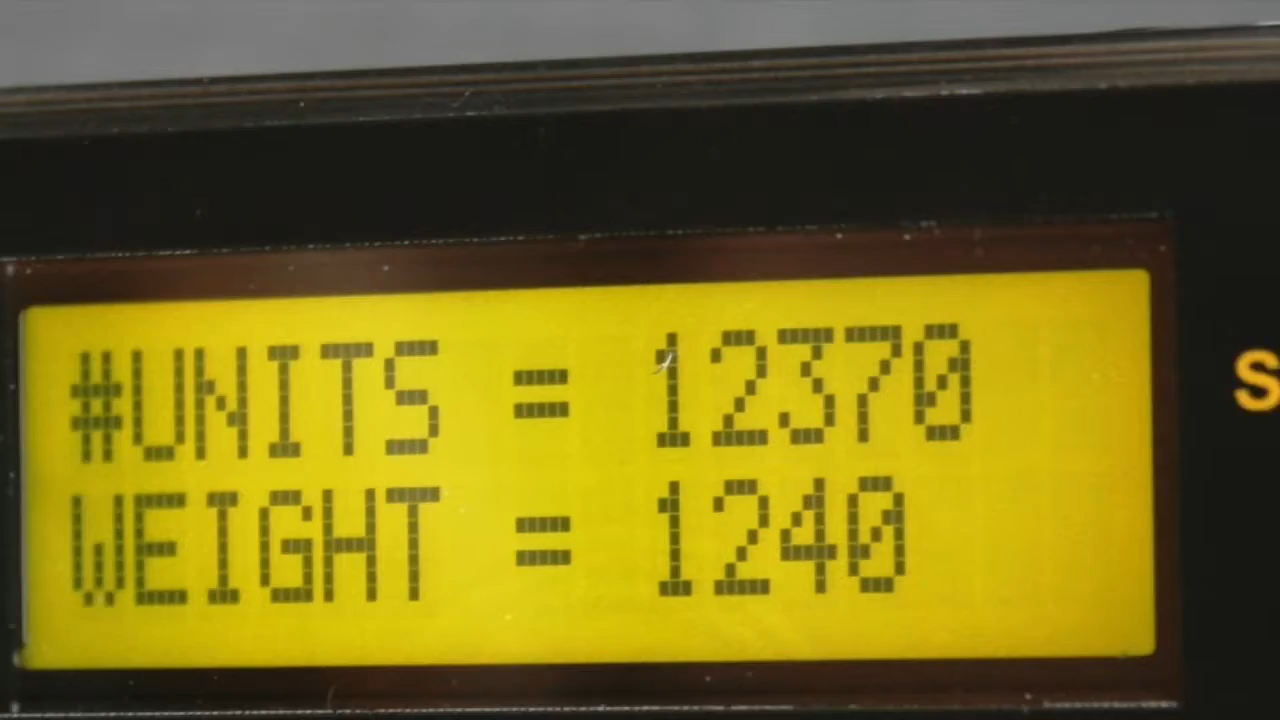 #UNITS = 12370
WEIGHT = 1240
S